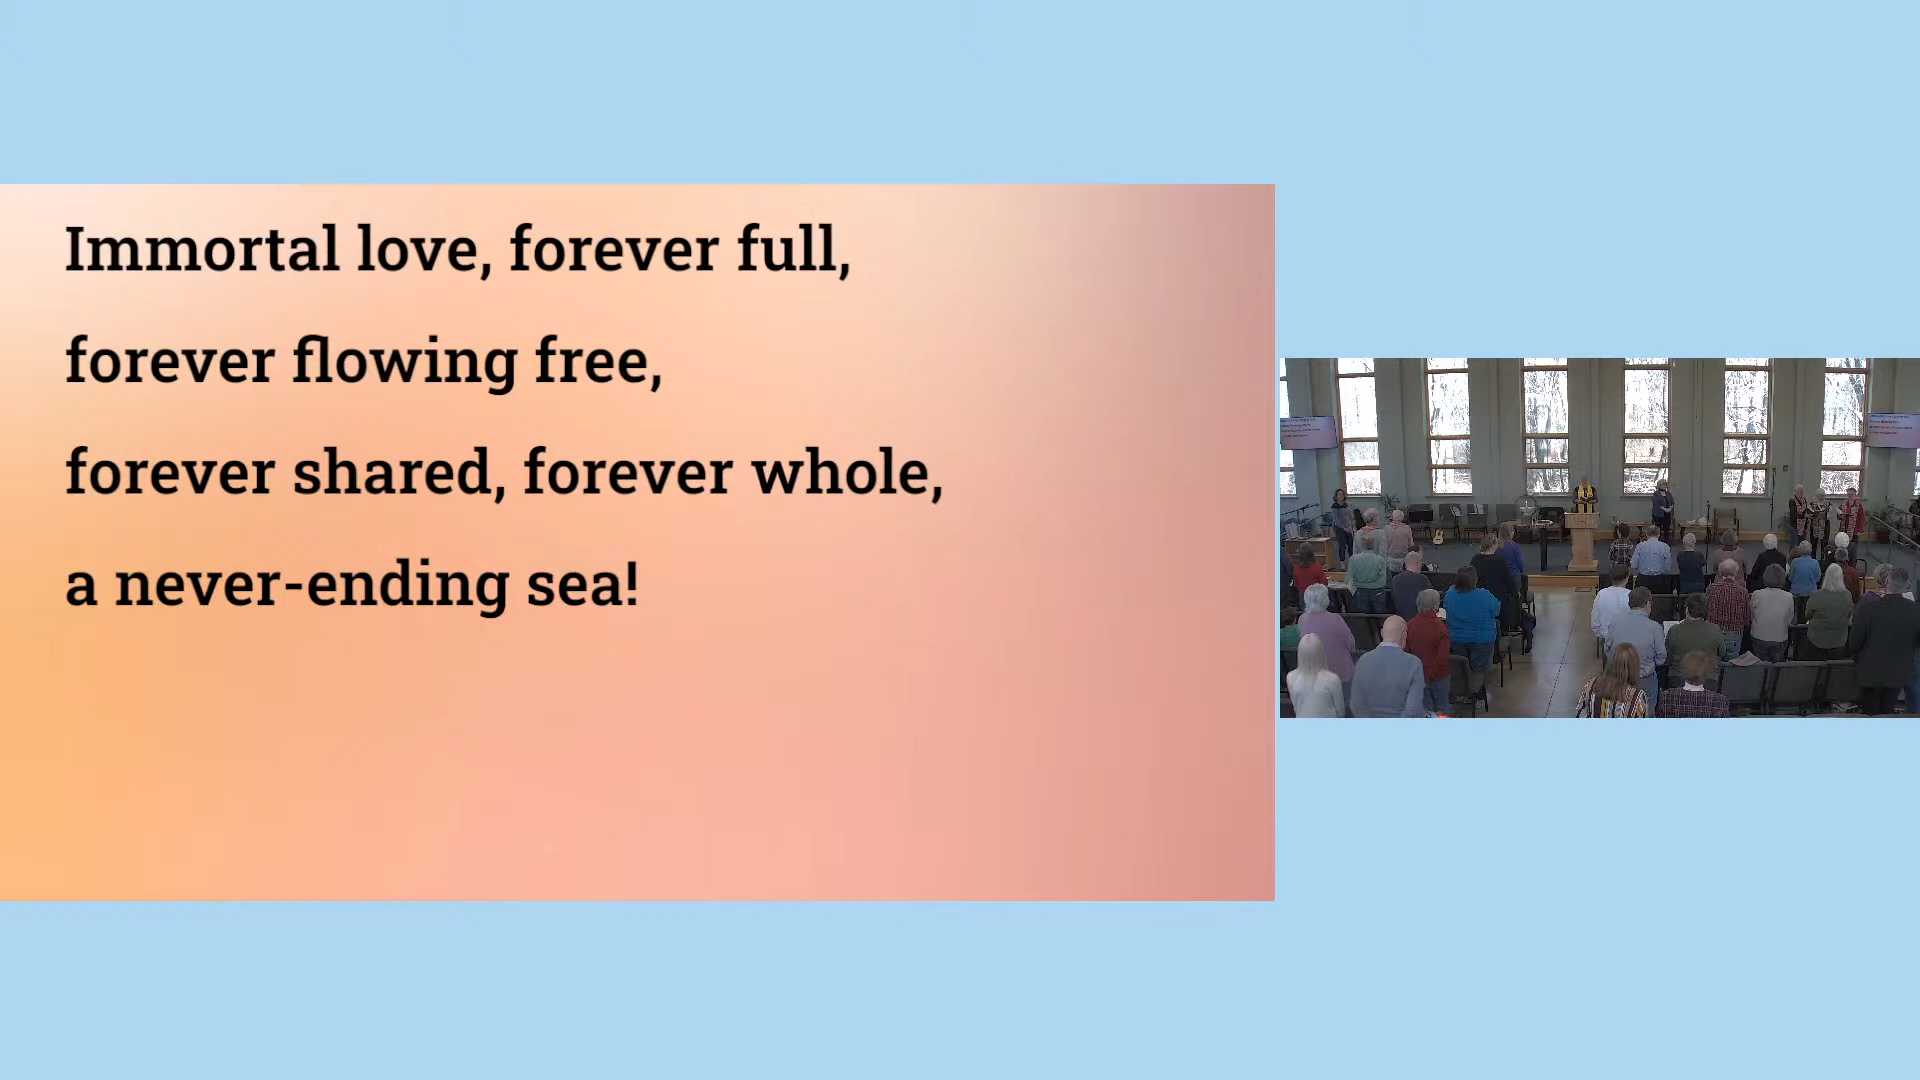 Immortal love, forever full,
forever flowing free,
forever shared, forever whole,
a never-ending sea!